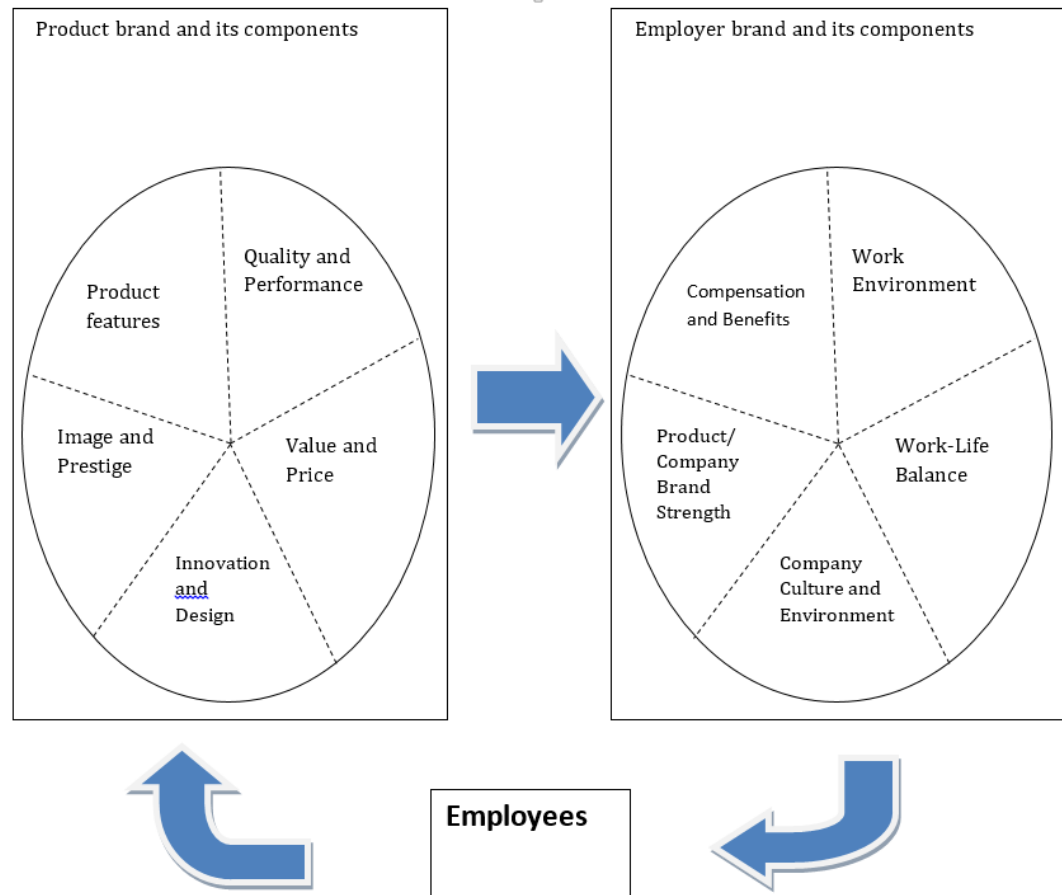 Product brand and its components
Product
features
Quality and
Performance
Image and
Prestige
Value and
Price
Innovation
and
Design
Employer brand and its components
Compensation
and Benefits
Work
Environment
Product/
Company
Brand
Strength
Work-Life
Balance
Company
Culture and
Environment
Employees